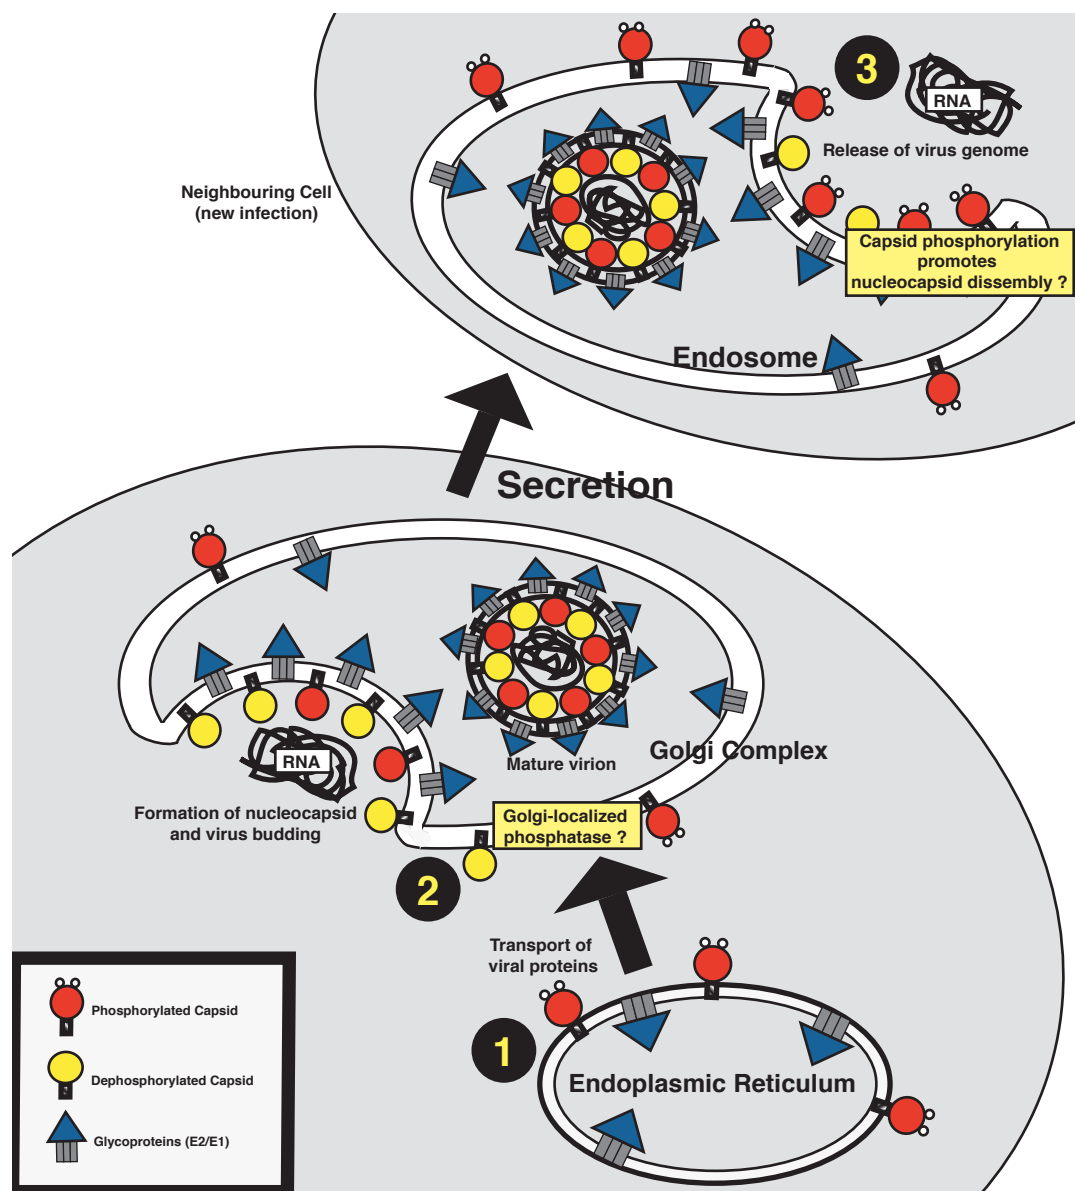 3
RNA
Release of virus genome
Neighbouring Cell
(new infection)
Capsid phosphorylation
promotes
nucleocapsid dissembly ?
Endosome
Secretion
Golgi Complex
Mature virion
RNA
Formation of nucleocapsid
and virus budding
Golgi-localized
phosphatase ?
2
Transport of
viral proteins
1
Endoplasmic Reticulum
Phosphorylated Capsid
Dephosphorylated Capsid
Glycoproteins (E2/E1)